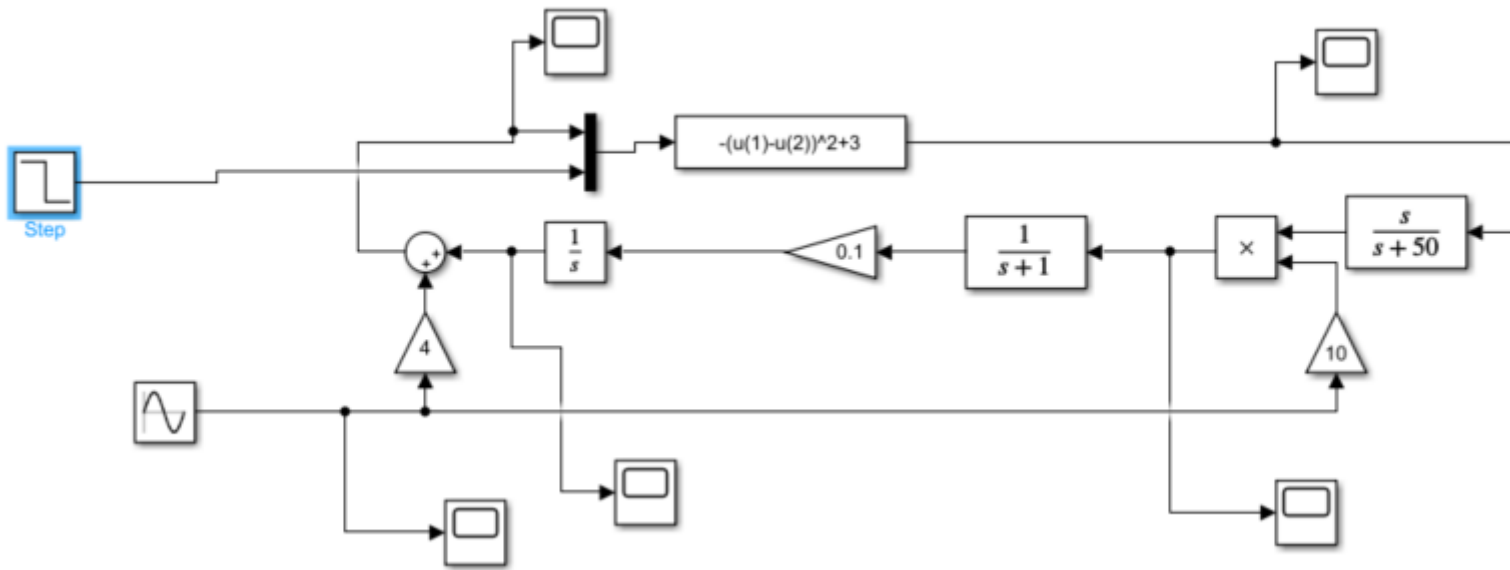 -(u(1)-u(2))^2+3
Step
+
+
1
s
0.1
1
s + 1
×
s
s + 50
4
10